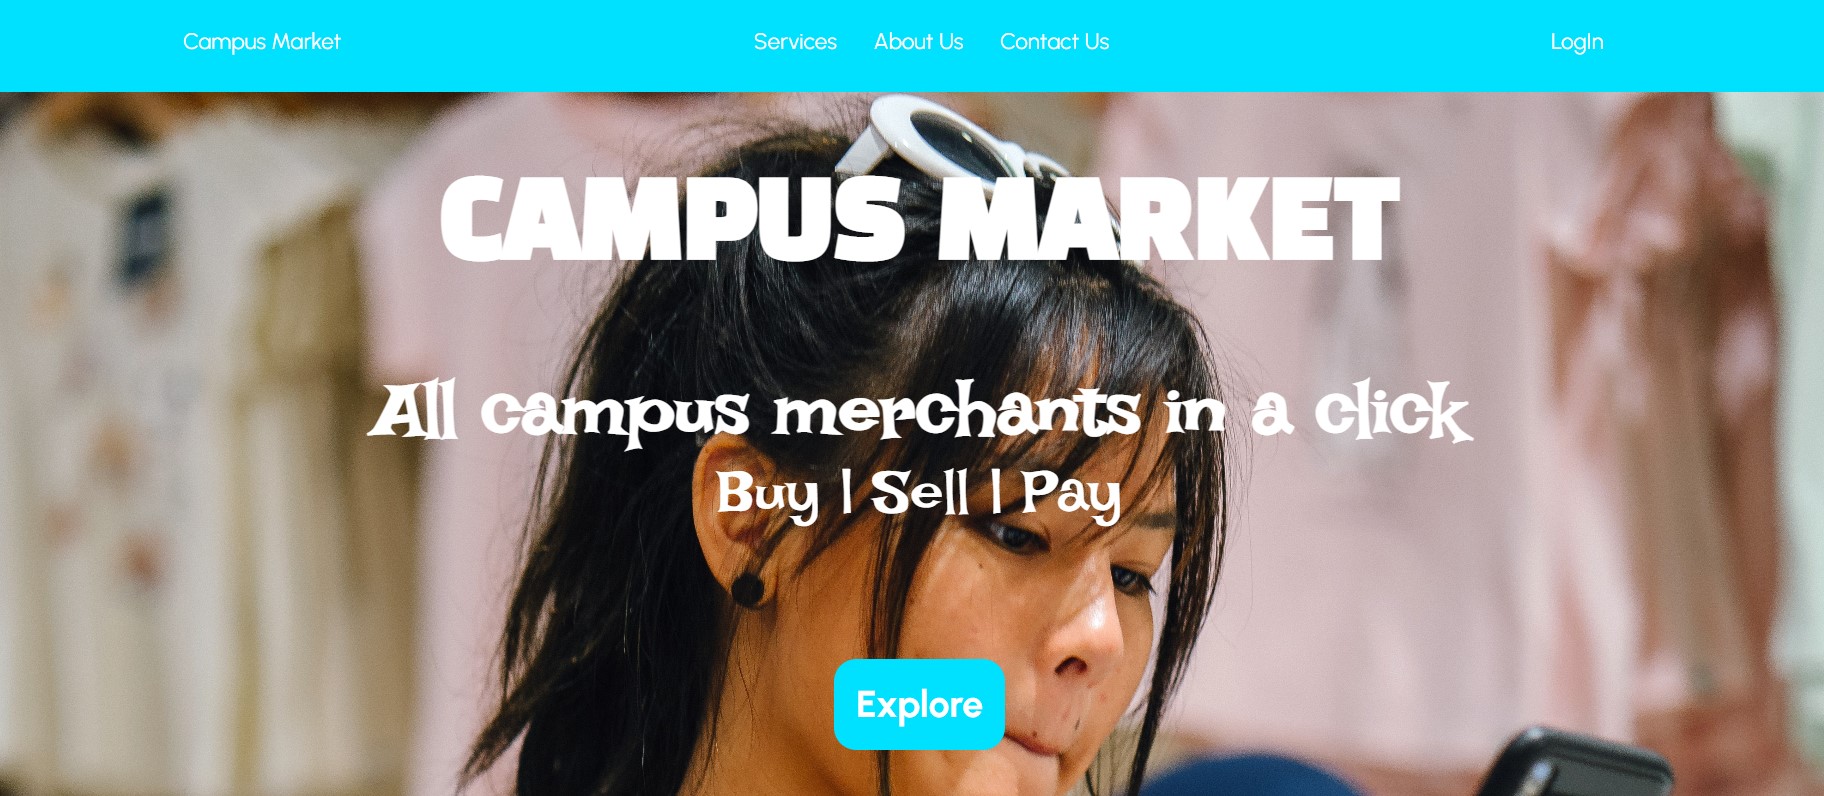 Campus Market Services About Us Contact Us LogIn
CAMPUS MARKET
All campus merchants in a click
Buy | Sell | Pay
Explore